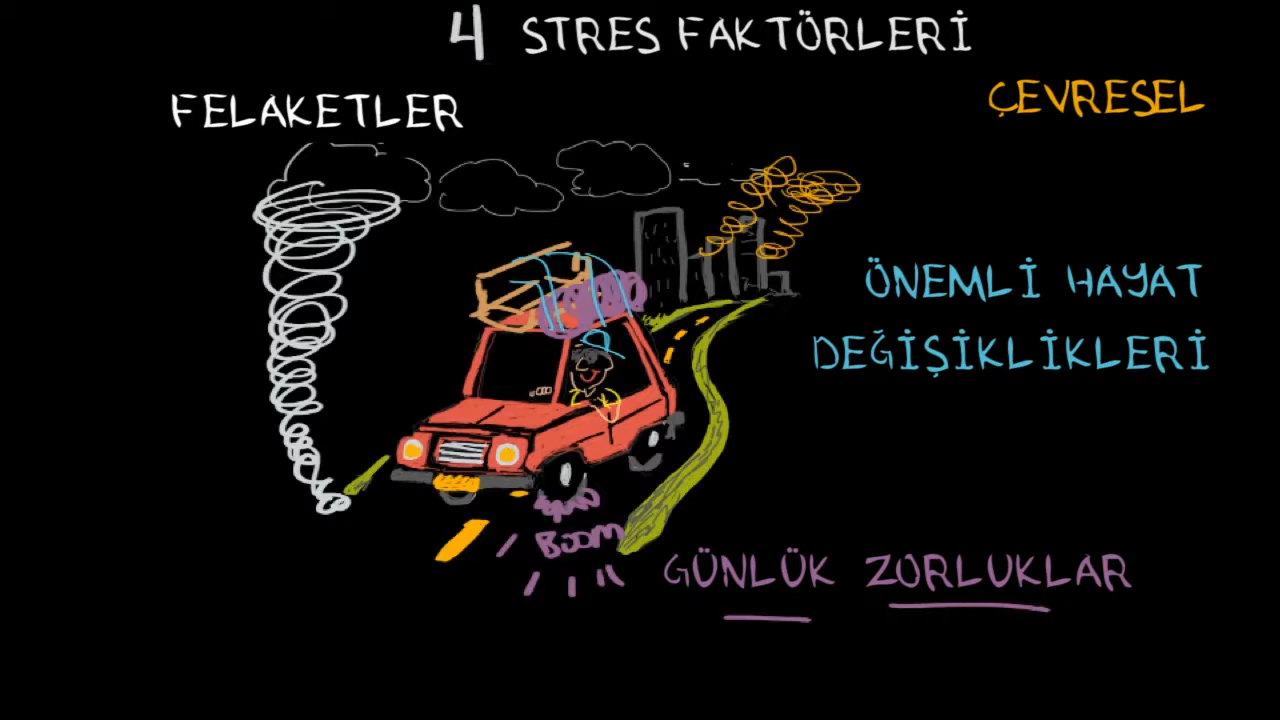 4 STRES FAKTÖRLERİ
FELAKETLER
ÇEVRESEL
ÖNEMLİ HAYAT
DEĞİŞİKLİKLERİ
BOOM
GÜNLÜK ZORLUKLAR